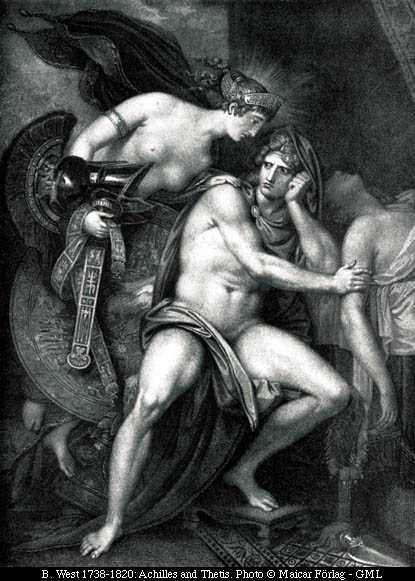 B. West 1738-1820: Achilles and Thetis. Photo © Maicar Förlag - GML